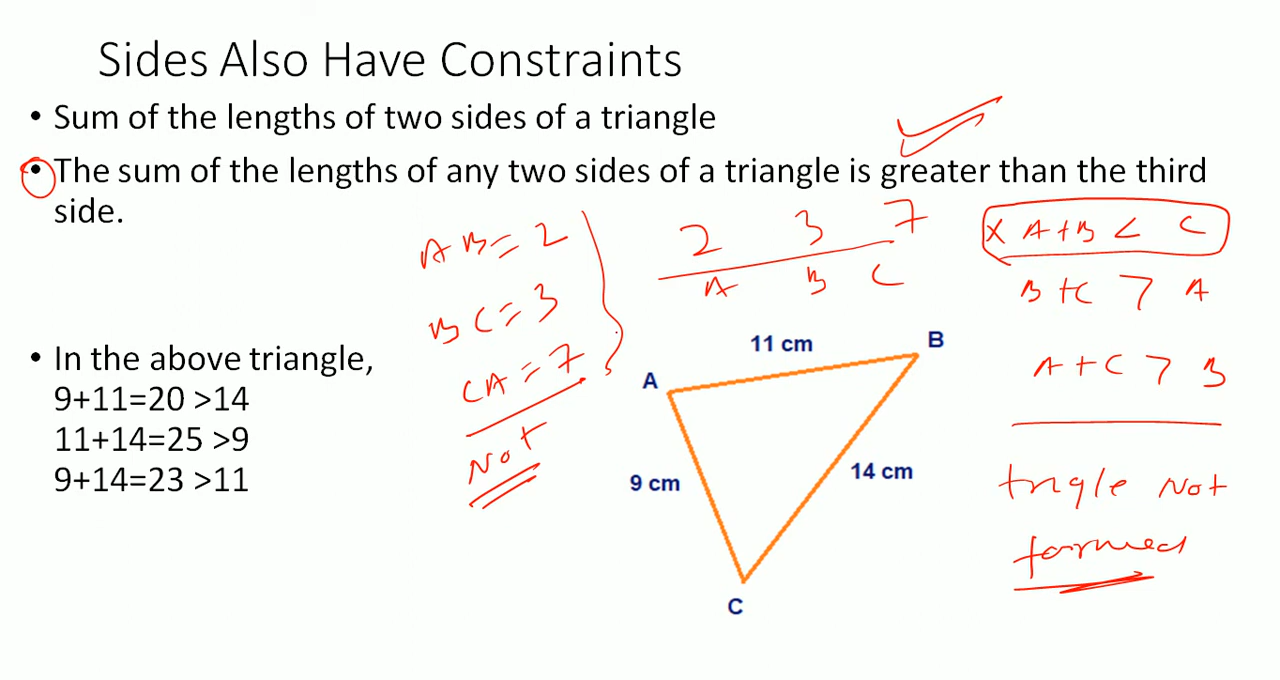 Sides Also Have Constraints
• Sum of the lengths of two sides of a triangle
• The sum of the lengths of any two sides of a triangle is greater than the third
side.
AB = 2
BC = 3
CA = 7
Not
2 3 7
A B C
X A+B < C
B+C > A
A+C > B
trigle Not
formed
• In the above triangle,
9+11=20 >14
11+14=25 >9
9+14=23 >11
11 cm
B
A
9 cm
14 cm
C